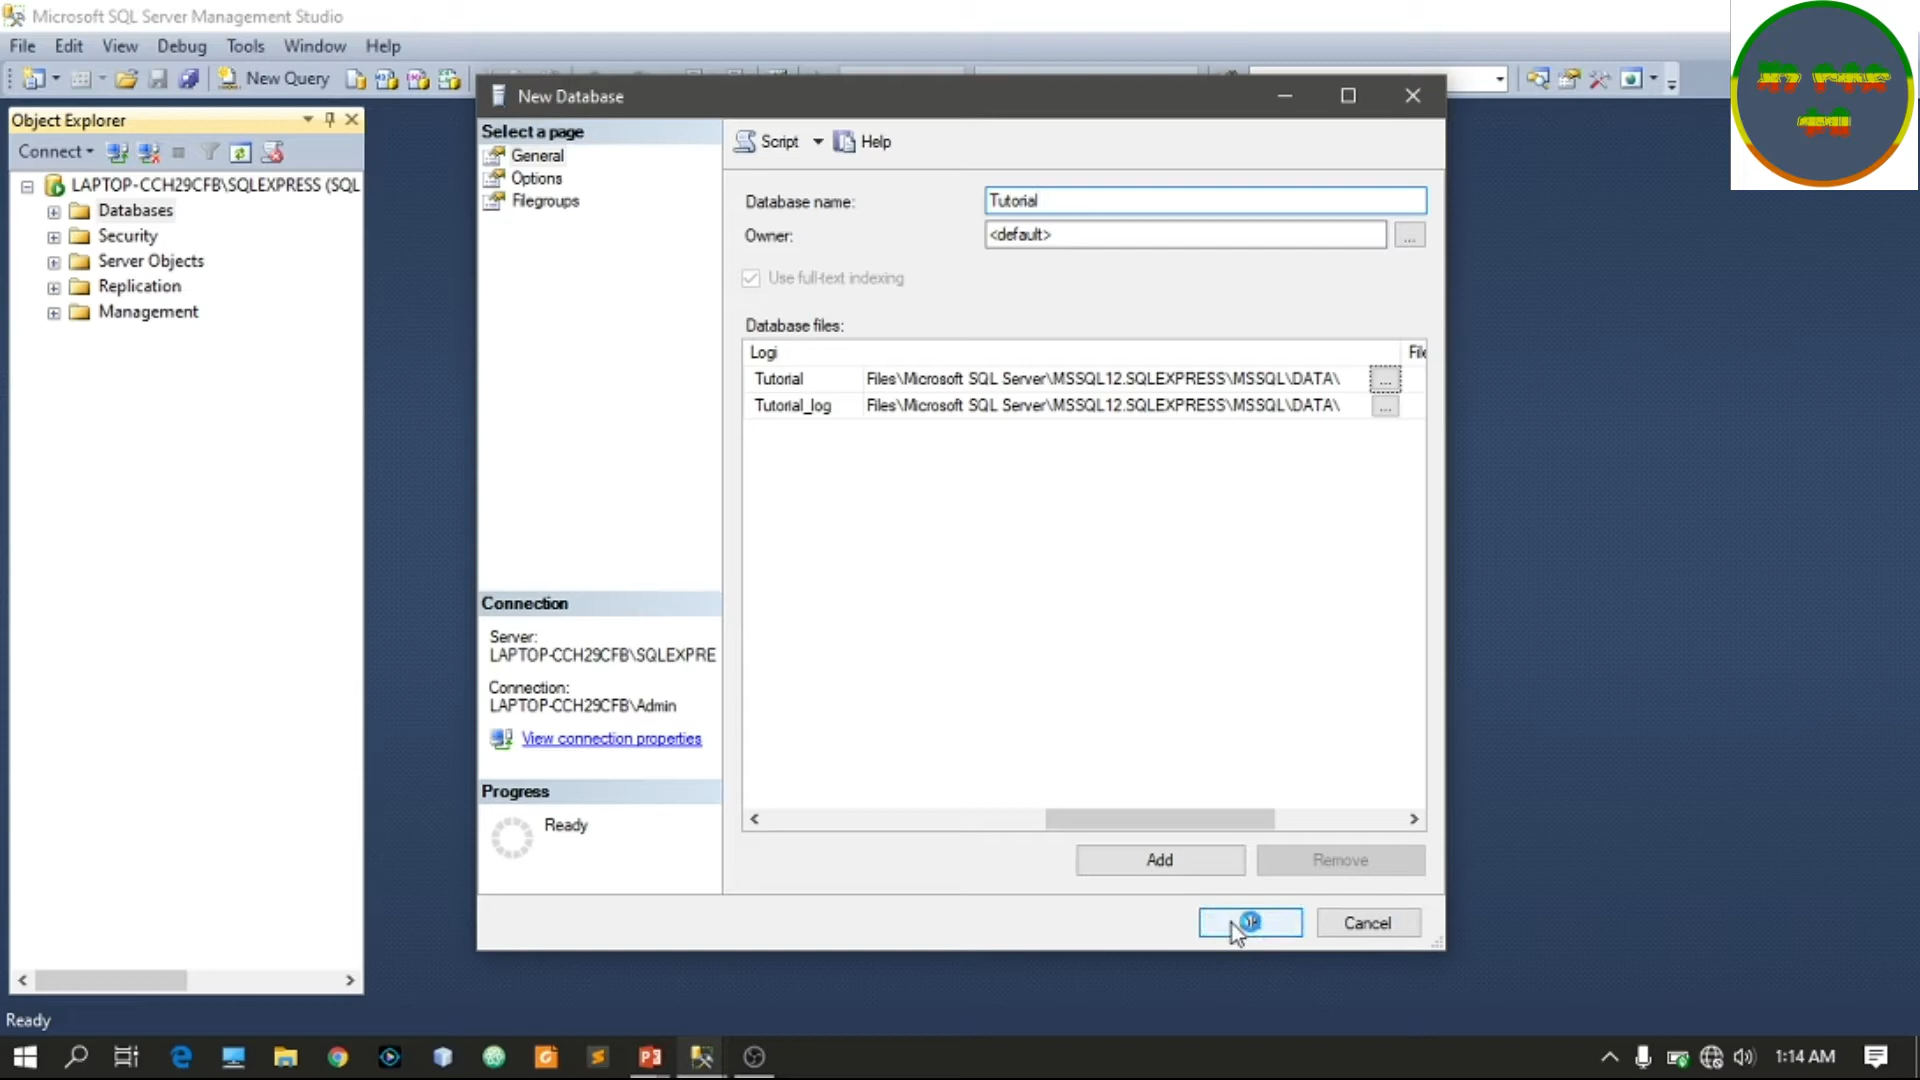 Microsoft SQL Server Management Studio
File Edit View Debug Tools Window Help
New Query
Object Explorer
Connect
LAPTOP-CCH29CFB\SQLEXPRESS (SQL
Databases
Security
Server Objects
Replication
Management
New Database
Select a page
General
Options
Filegroups
Script
Help
Database name:
Tutorial
Owner:
<default>
...
Use full-text indexing
Database files:
Logi
File
Tutorial Files\Microsoft SQL Server\MSSQL12.SQLEXPRESS\MSSQL\DATA\ ...
Tutorial_log Files\Microsoft SQL Server\MSSQL12.SQLEXPRESS\MSSQL\DATA\ ...
Connection
Server:
LAPTOP-CCH29CFB\SQLEXPRE
Connection:
LAPTOP-CCH29CFB\Admin
View connection properties
Progress
Ready
Add
Remove
Cancel
Ready
1:14 AM